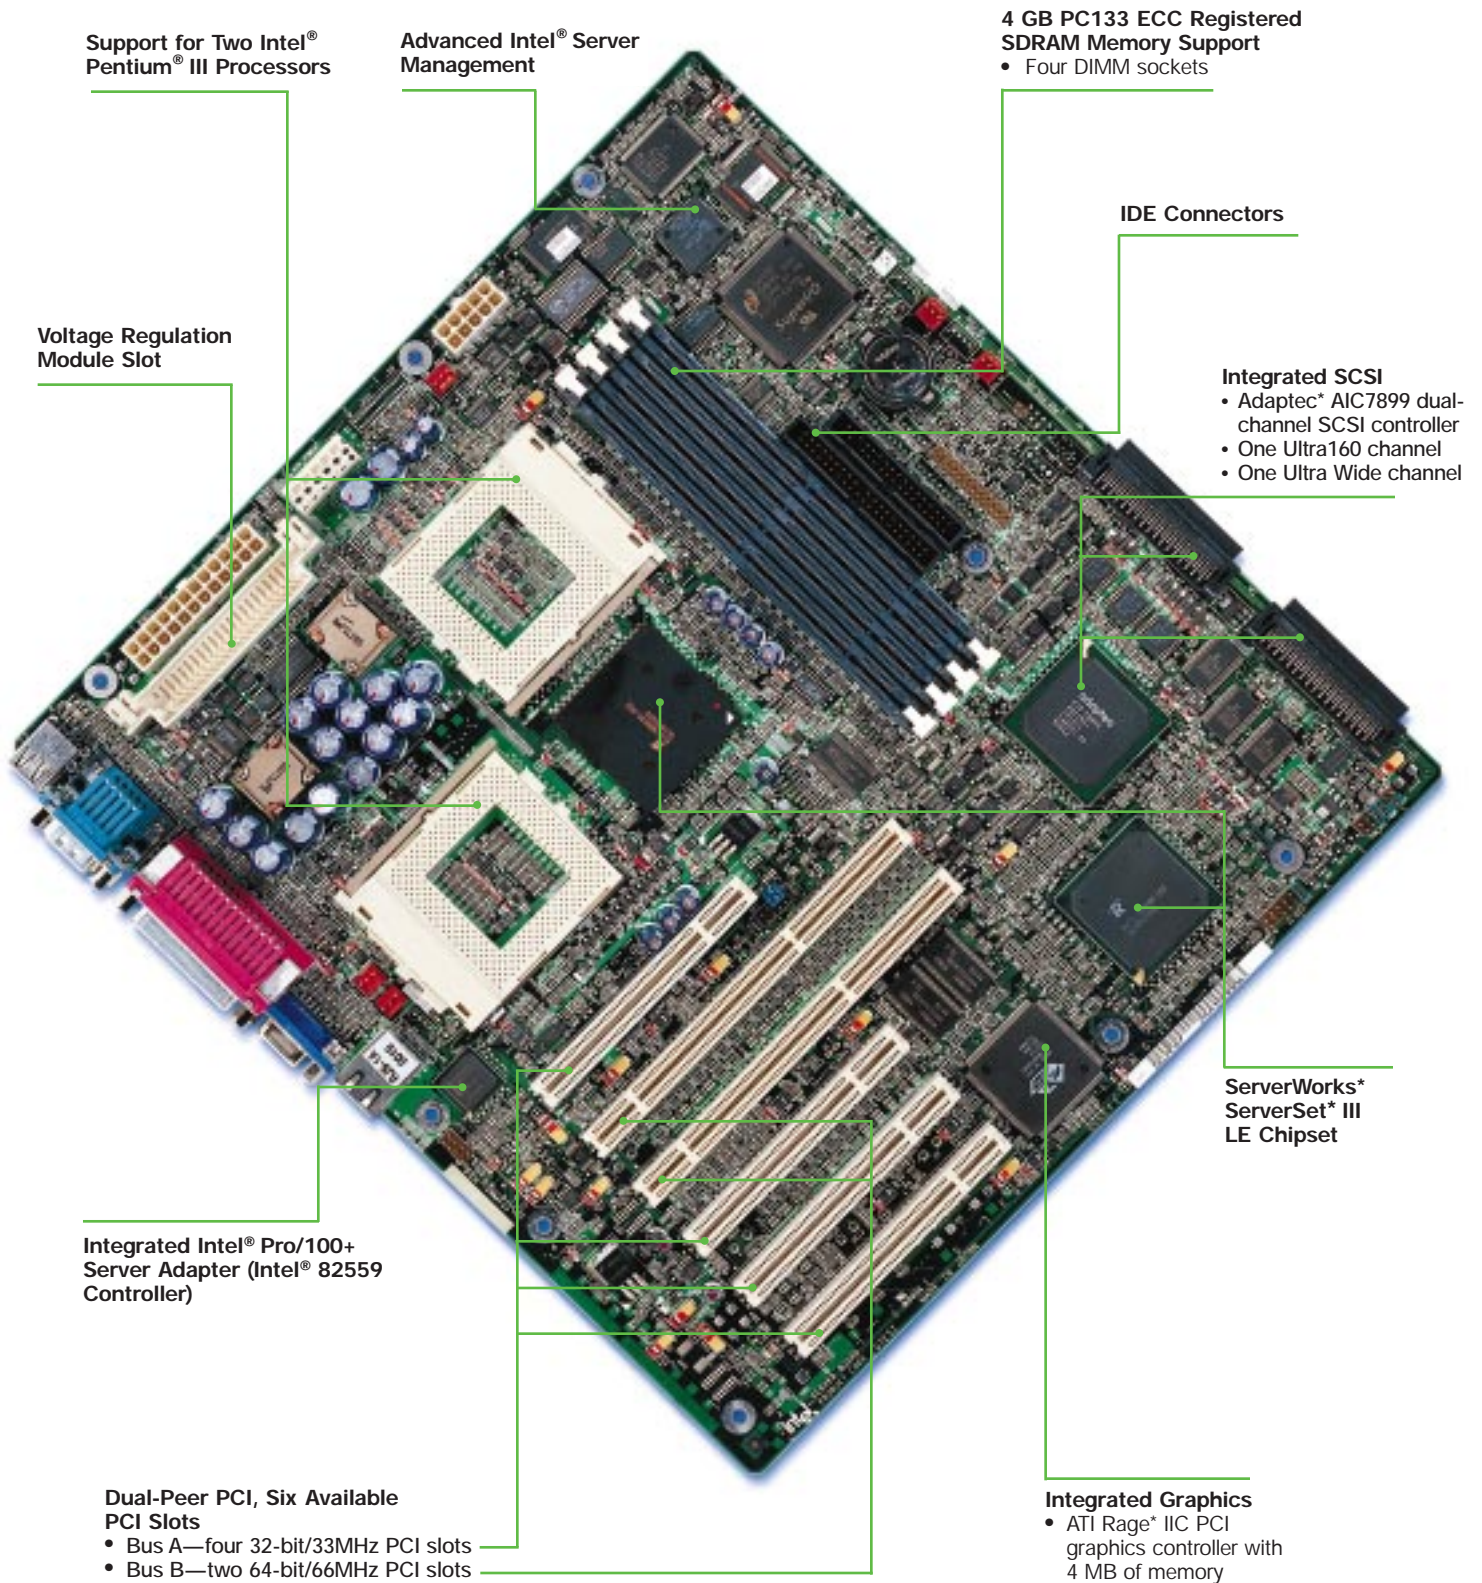 Support for Two Intel®
Pentium® III Processors
Advanced Intel® Server
Management
4 GB PC133 ECC Registered
SDRAM Memory Support
• Four DIMM sockets
IDE Connectors
Voltage Regulation
Module Slot
Integrated SCSI
• Adaptec* AIC7899 dual-
channel SCSI controller
• One Ultra160 channel
• One Ultra Wide channel
ServerWorks*
ServerSet* III
LE Chipset
Integrated Intel® Pro/100+
Server Adapter (Intel® 82559
Controller)
Dual-Peer PCI, Six Available
PCI Slots
• Bus A—four 32-bit/33MHz PCI slots
• Bus B—two 64-bit/66MHz PCI slots
Integrated Graphics
• ATI Rage* IIC PCI
graphics controller with
4 MB of memory
adaptec
intel